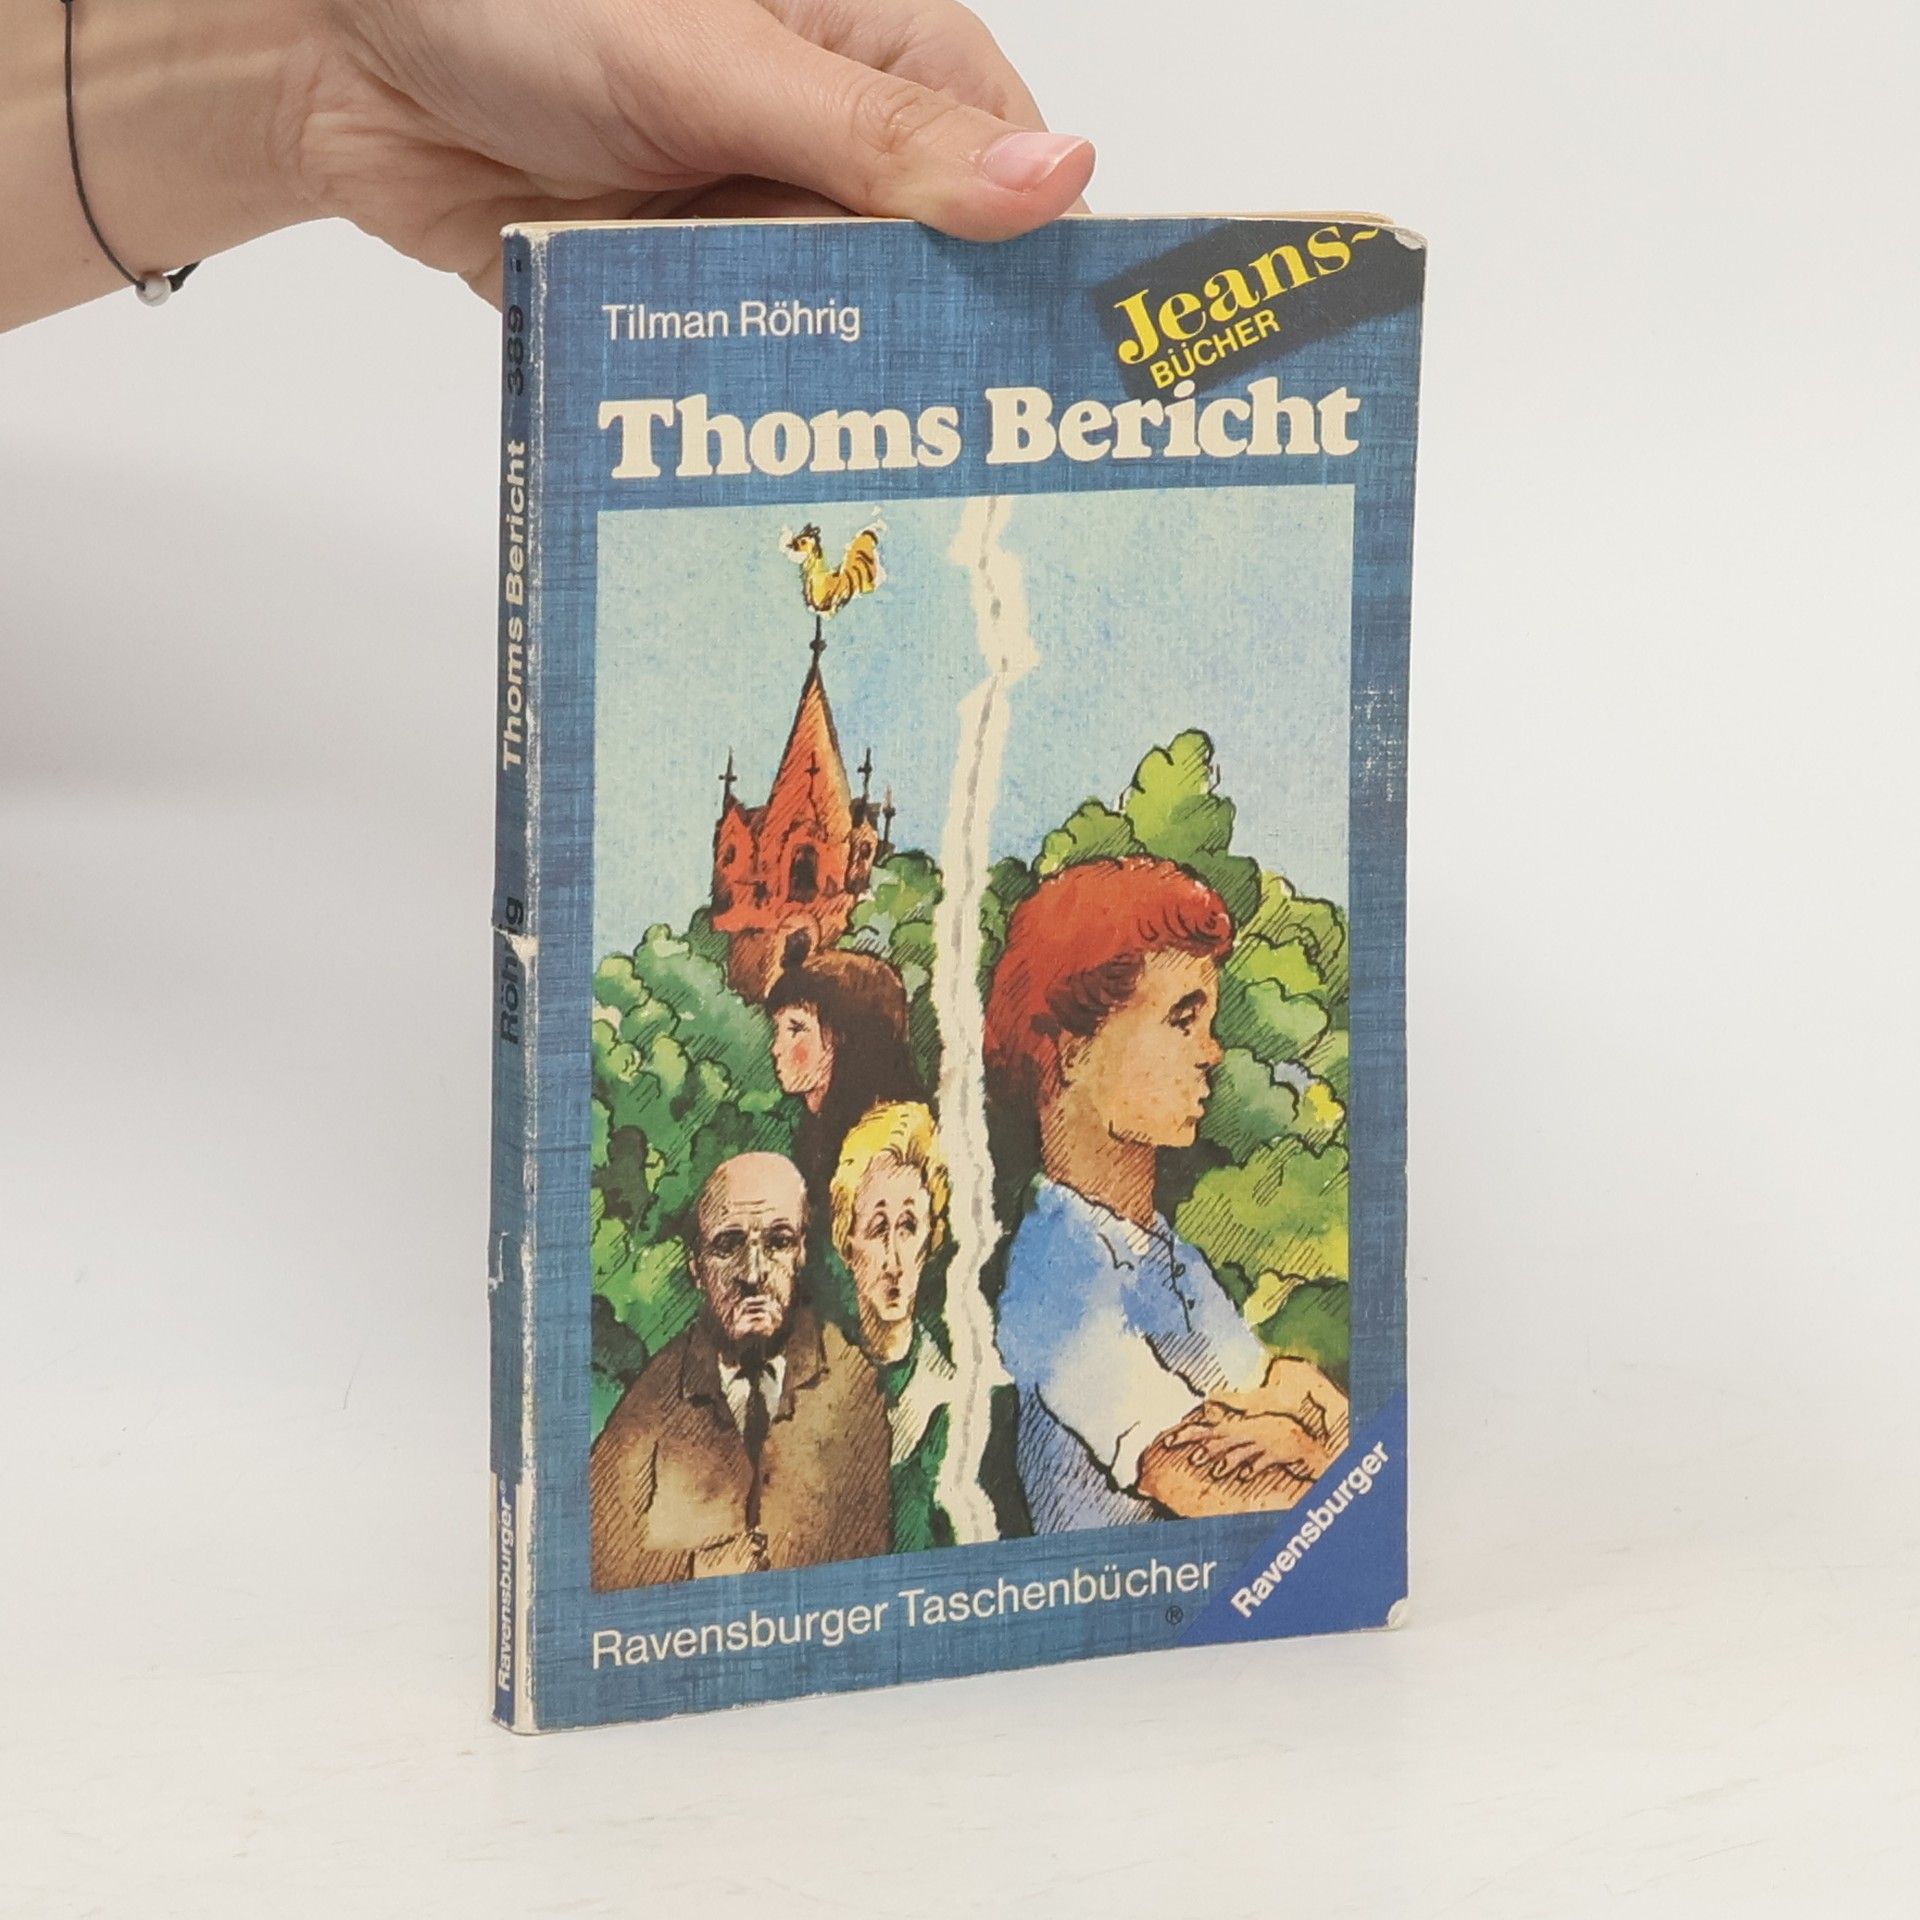 Tilman Röhrig
Jeans-
BÜCHER
Thoms Bericht
Ravensburger Taschenbücher
®
Ravensburger
Ravensburger® Röhrig Thoms Bericht 389